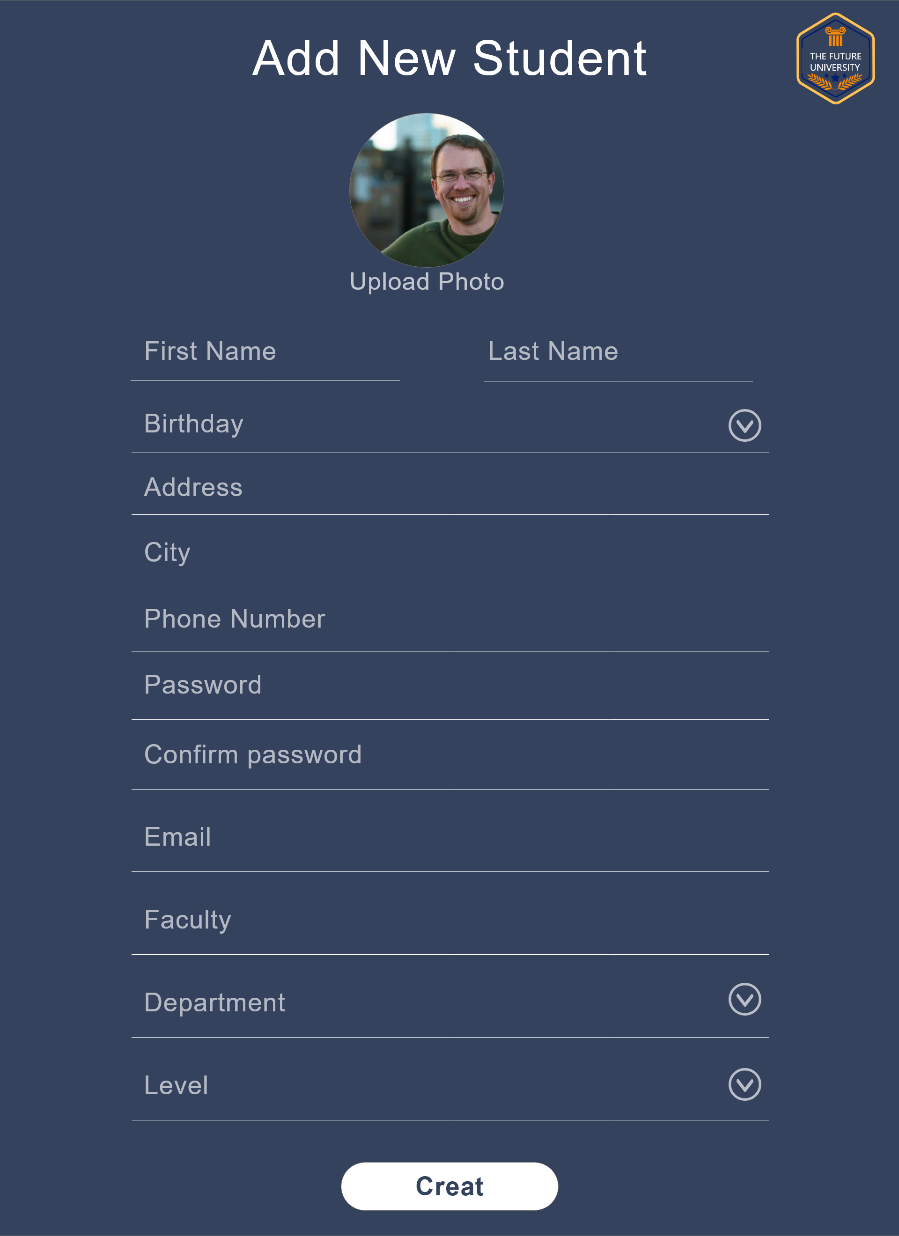 Add New Student
THE FUTURE
UNIVERSITY
Upload Photo
First Name
Last Name
Birthday
Address
City
Phone Number
Password
Confirm password
Email
Faculty
Department
Level
Creat